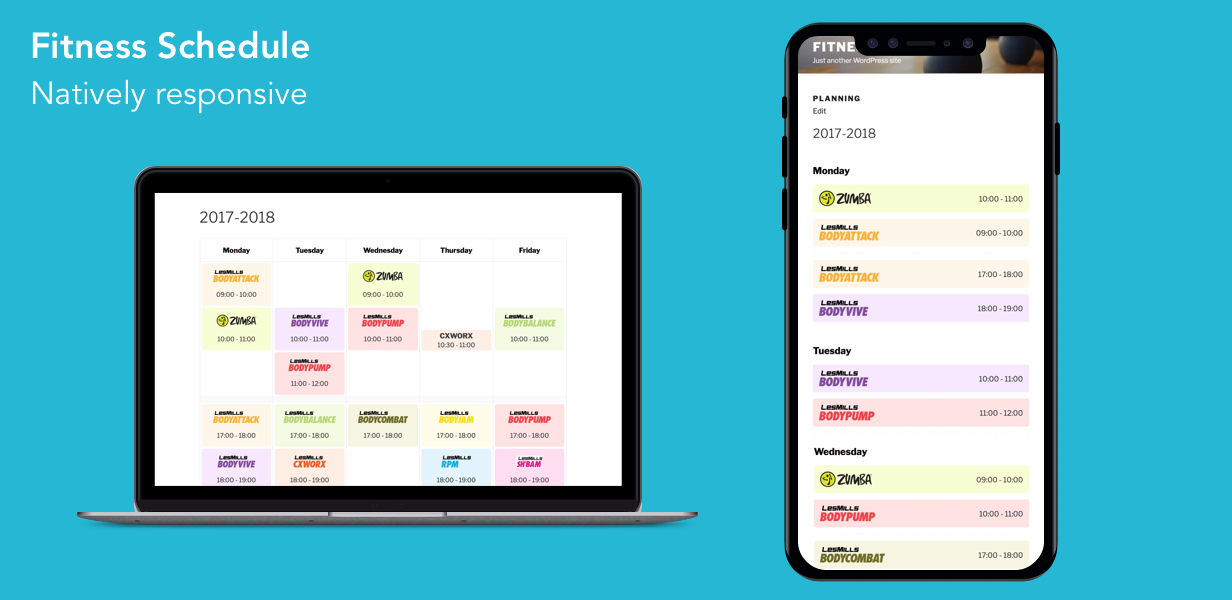 Fitness Schedule
Natively responsive
2017-2018
Monday Tuesday Wednesday Thursday Friday
LesMills BODYATTACK 09:00 - 10:00
ZUMBA 09:00 - 10:00
ZUMBA 10:00 - 11:00
LesMills BODYVIVE 10:00 - 11:00
LesMills BODYPUMP 10:00 - 11:00
CXWORX 10:30 - 11:00
LesMills BODYBALANCE 10:00 - 11:00
LesMills BODYPUMP 11:00 - 12:00
LesMills BODYATTACK 17:00 - 18:00
LesMills BODYBALANCE 17:00 - 18:00
LesMills BODYCOMBAT 17:00 - 18:00
LesMills BODYJAM 17:00 - 18:00
LesMills BODYPUMP 17:00 - 18:00
LesMills BODYVIVE 18:00 - 19:00
LesMills CXWORX 18:00 - 19:00
LesMills RPM 18:00 - 19:00
LesMills SH'BAM 18:00 - 19:00
FITNE
Just another WordPress site
PLANNING
Edit
2017-2018
Monday
ZUMBA 10:00 - 11:00
LesMills BODYATTACK 09:00 - 10:00
LesMills BODYATTACK 17:00 - 18:00
LesMills BODYVIVE 18:00 - 19:00
Tuesday
LesMills BODYVIVE 10:00 - 11:00
LesMills BODYPUMP 11:00 - 12:00
Wednesday
ZUMBA 09:00 - 10:00
LesMills BODYPUMP 10:00 - 11:00
LesMills BODYCOMBAT 17:00 - 18:00